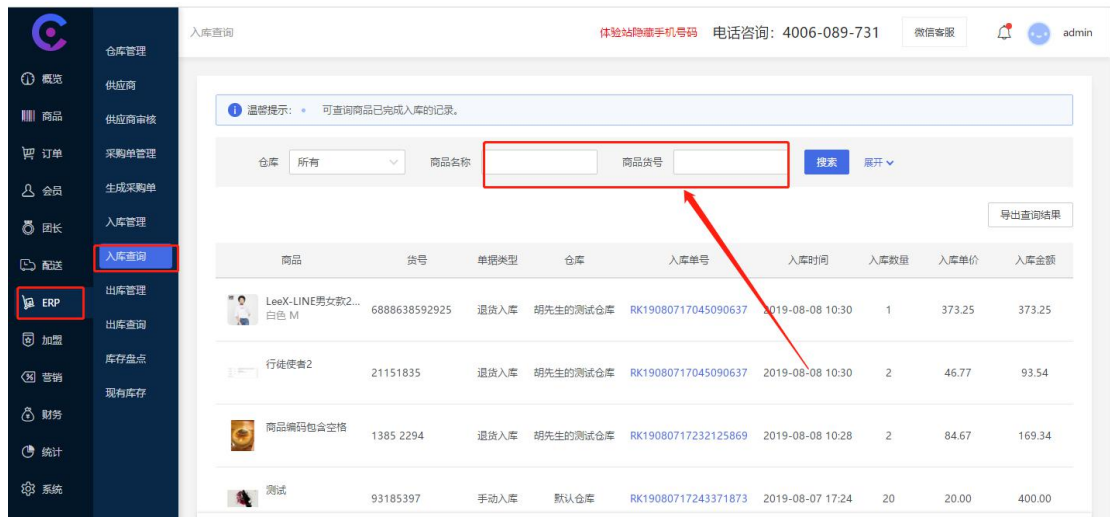 入库查询
体验站隐藏手机号码 电话咨询：4006-089-731 微信客服 admin
概览
商品
订单
会员
团长
配送
ERP
加盟
营销
财务
统计
系统
仓库管理
供应商
供应商审核
采购单管理
生成采购单
入库管理
入库查询
出库管理
出库查询
库存盘点
现有库存
温馨提示： 可查询商品已完成入库的记录。
仓库 所有 商品名称 商品货号 搜索 展开
导出查询结果
商品 货号 单据类型 仓库 入库单号 入库时间 入库数量 入库单价 入库金额
LeeX-LINE男女款2...
白色 M
6888638592925 退货入库 胡先生的测试仓库 RK19080717045090637 2019-08-08 10:30 1 373.25 373.25
行徒使者2
21151835 退货入库 胡先生的测试仓库 RK19080717045090637 2019-08-08 10:30 2 46.77 93.54
商品编码包含空格
1385 2294 退货入库 胡先生的测试仓库 RK19080717232125869 2019-08-08 10:28 2 84.67 169.34
测试
93185397 手动入库 默认仓库 RK19080717243371873 2019-08-07 17:24 20 20.00 400.00